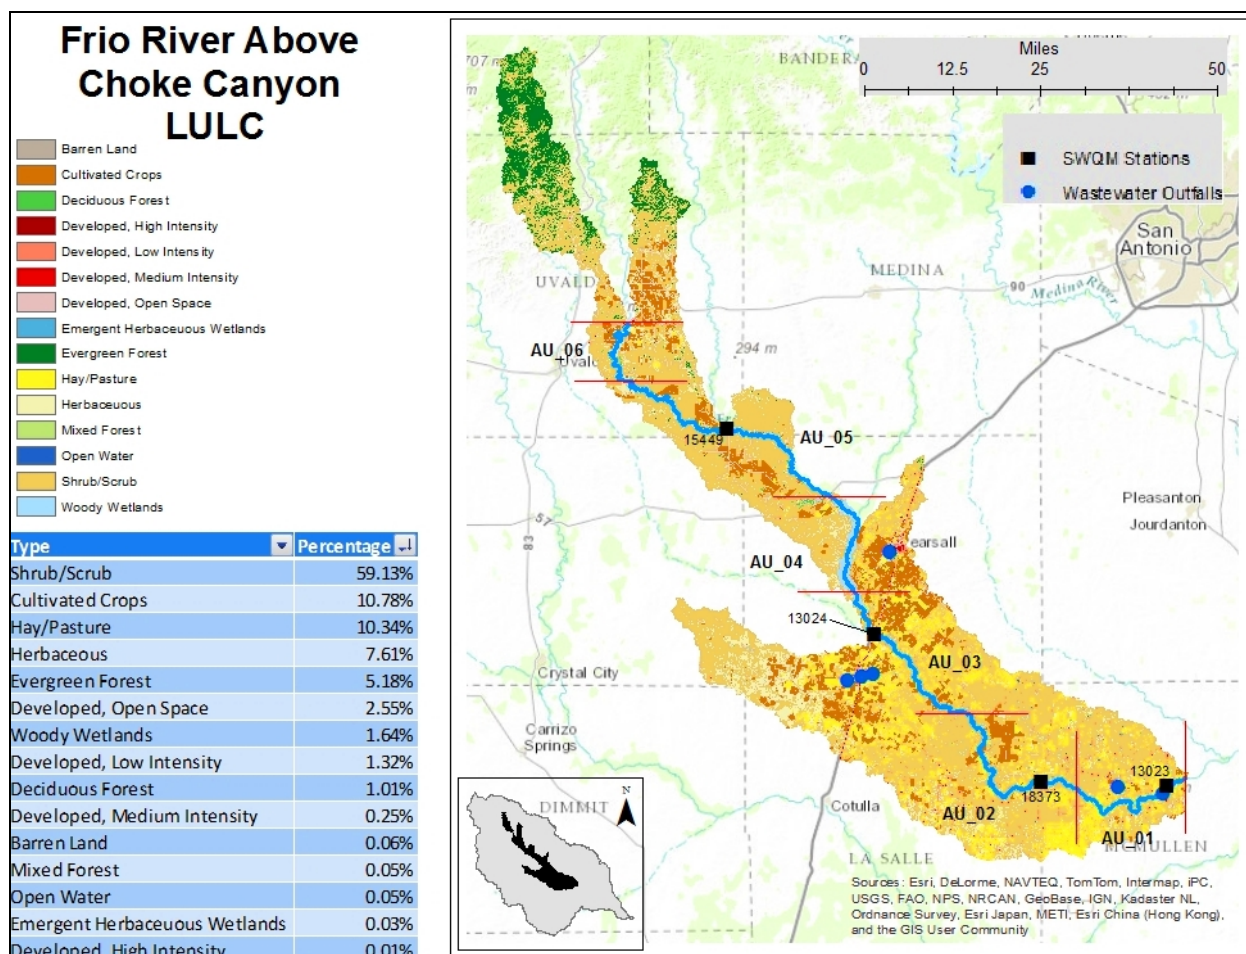 Frio River Above
Choke Canyon
LULC
Barren Land
Cultivated Crops
Deciduous Forest
Developed, High Intensity
Developed, Low Intensity
Developed, Medium Intensity
Developed, Open Space
Emergent Herbaceuous Wetlands
Evergreen Forest
Hay/Pasture
Herbaceuous
Mixed Forest
Open Water
Shrub/Scrub
Woody Wetlands
Type Percentage
Shrub/Scrub 59.13%
Cultivated Crops 10.78%
Hay/Pasture 10.34%
Herbaceous 7.61%
Evergreen Forest 5.18%
Developed, Open Space 2.55%
Woody Wetlands 1.64%
Developed, Low Intensity 1.32%
Deciduous Forest 1.01%
Developed, Medium Intensity 0.25%
Barren Land 0.06%
Mixed Forest 0.05%
Open Water 0.05%
Emergent Herbaceuous Wetlands 0.03%
Developed, High Intensity 0.01%
Miles
0 12.5 25 50
SWQM Stations
Wastewater Outfalls
707 m
BANDERA
San
Antonio
MEDINA
UVALD
90
Medina River
AU_06
Uvald
294 m
15449
AU_05
57
83
Pleasanton
Jourdanton
earsall
AU_04
13024
AU_03
Crystal City
Carrizo
Springs
13023
18373
DIMMIT
N
Cotulla
AU_02
AU_01
MCMULLEN
LA SALLE
Sources: Esri, DeLorme, NAVTEQ, TomTom, Intermap, iPC,
USGS, FAO, NPS, NRCAN, GeoBase, IGN, Kadaster NL,
Ordnance Survey, Esri Japan, METI, Esri China (Hong Kong),
and the GIS User Community